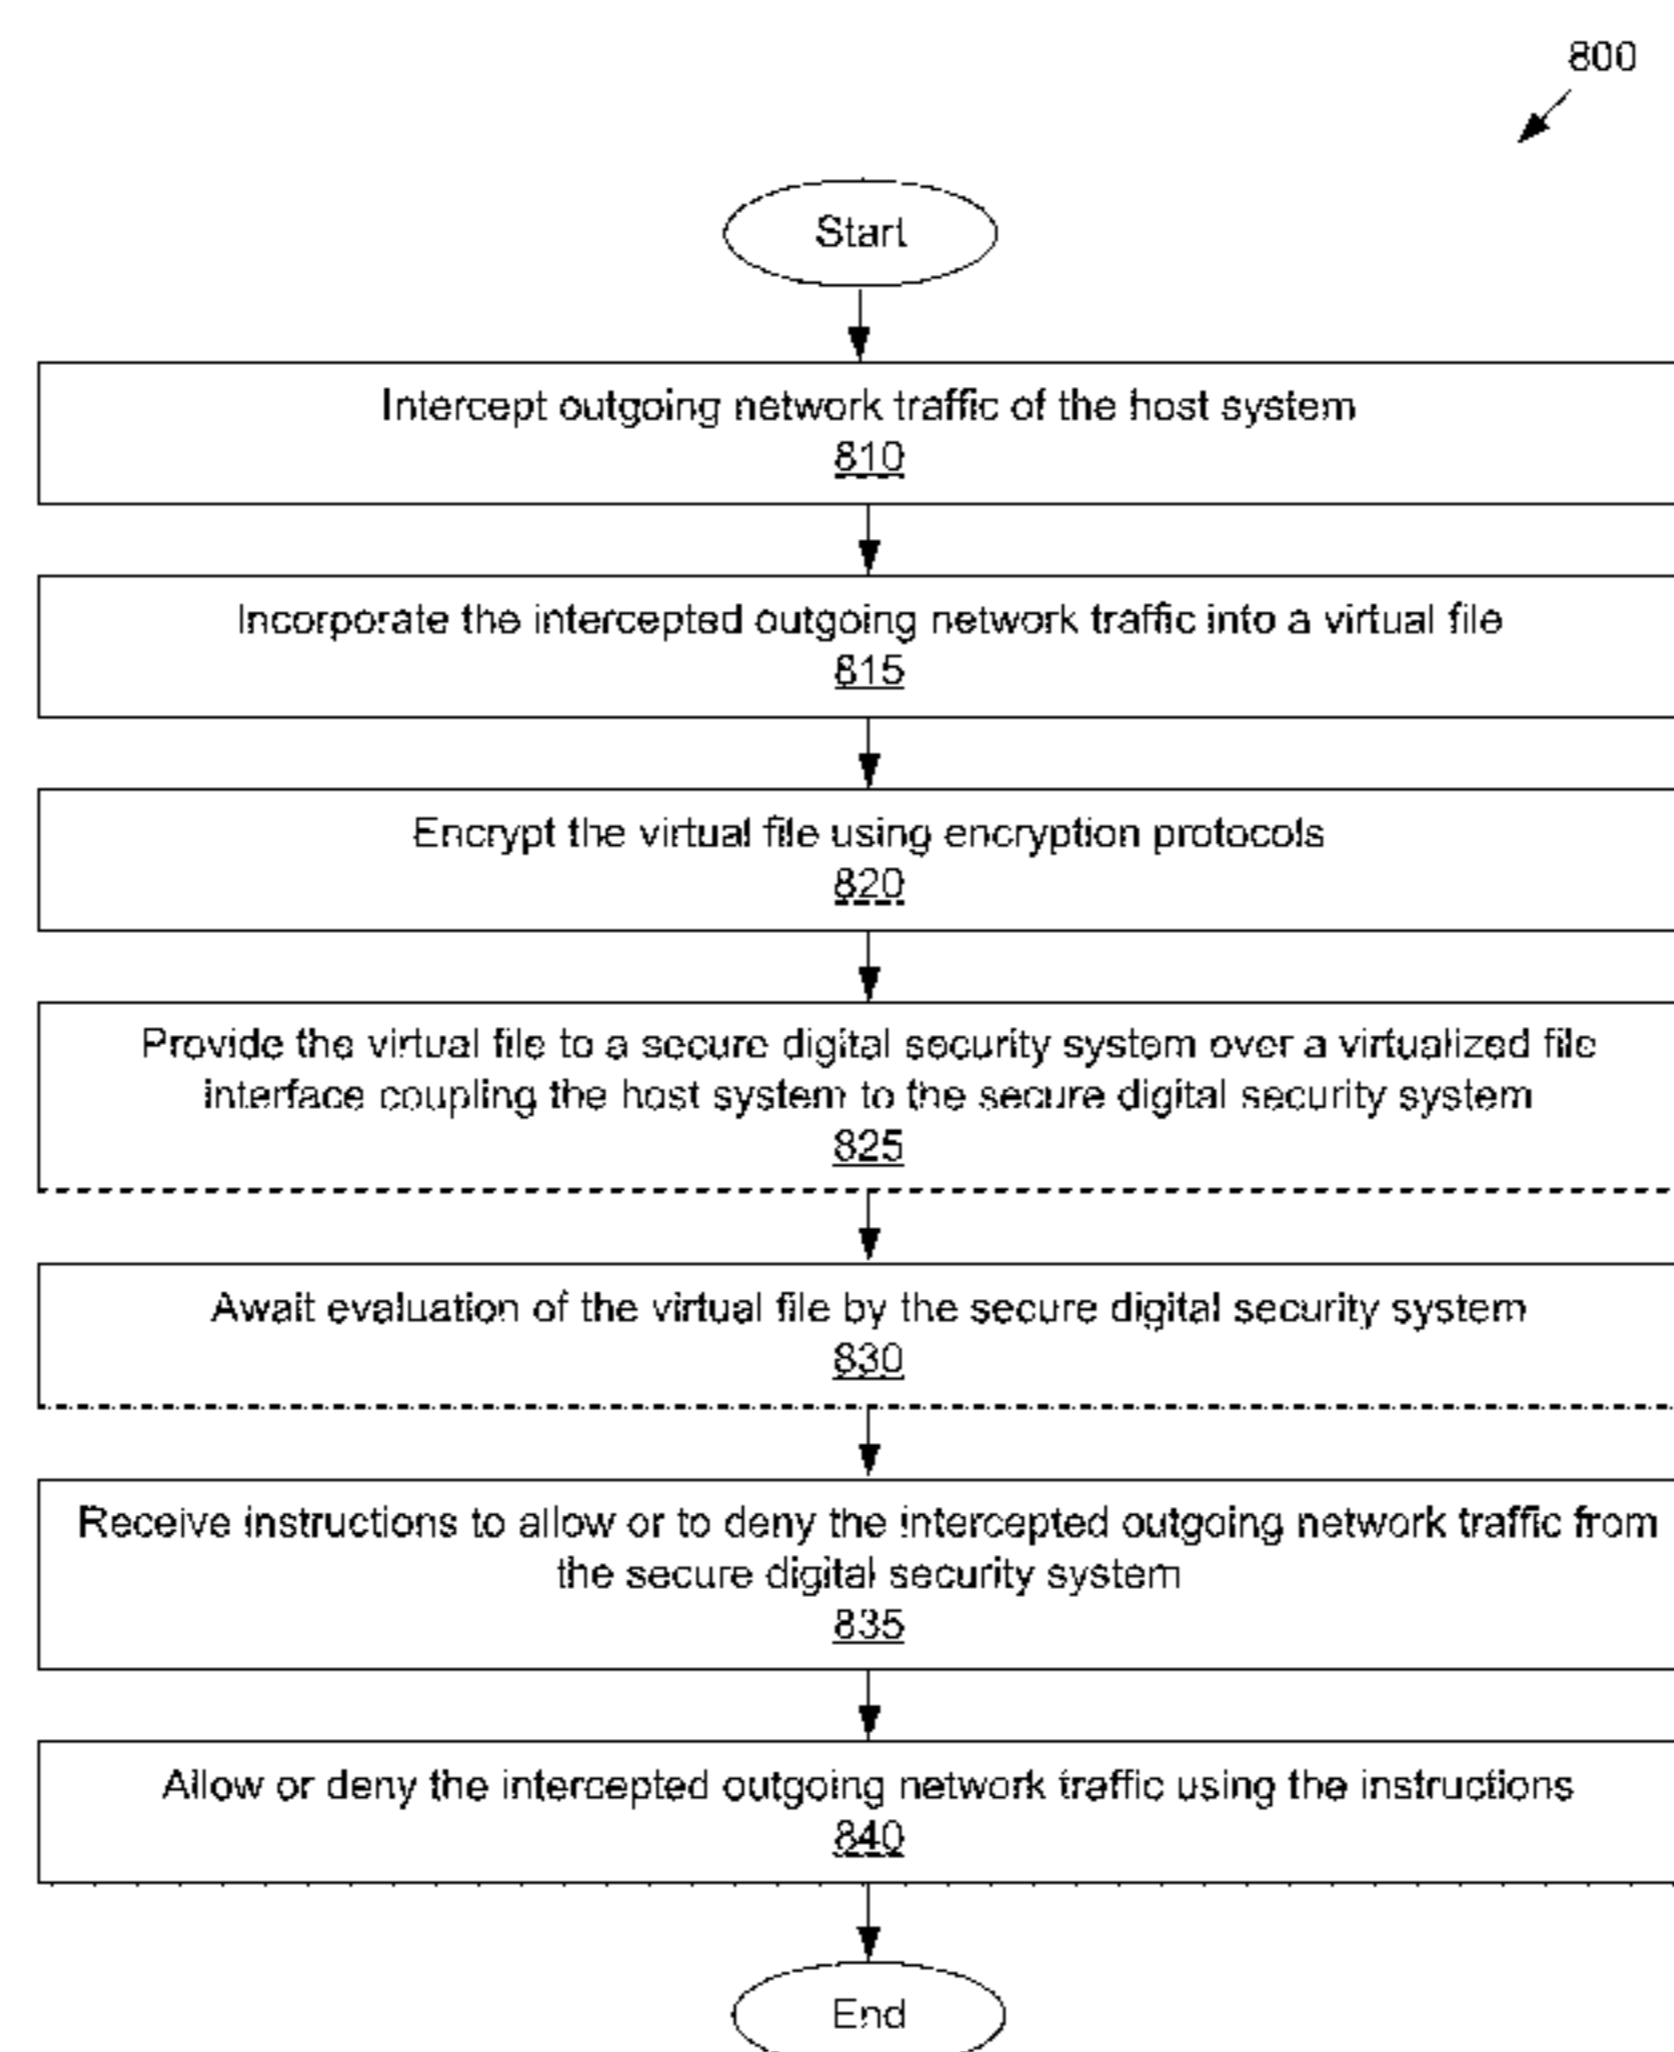 800
Start
Intercept outgoing network traffic of the host system
810
Incorporate the intercepted outgoing network traffic into a virtual file
815
Encrypt the virtual file using encryption protocols
820
Provide the virtual file to a secure digital security system over a virtualized file
interface coupling the host system to the secure digital security system
825
Await evaluation of the virtual file by the secure digital security system
830
Receive instructions to allow or to deny the intercepted outgoing network traffic from
the secure digital security system
835
Allow or deny the intercepted outgoing network traffic using the instructions
840
End